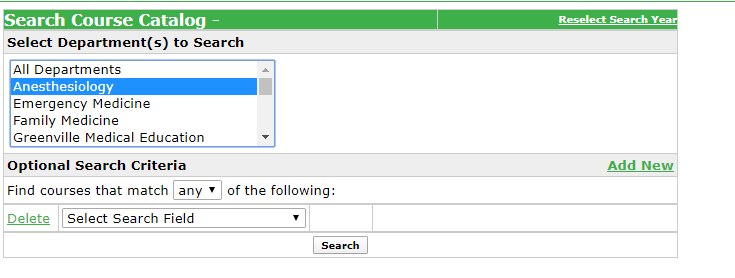 Search Course Catalog - Reselect Search Year
Select Department(s) to Search
All Departments
Anesthesiology
Emergency Medicine
Family Medicine
Greenville Medical Education
Optional Search Criteria Add New
Find courses that match any of the following:
Delete Select Search Field
Search